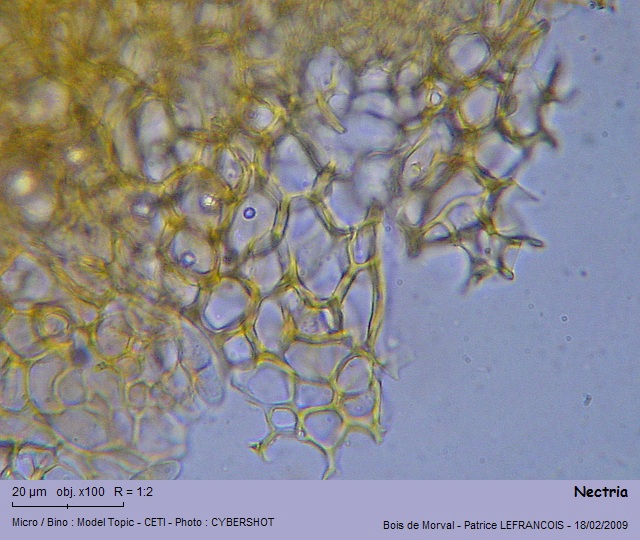 20 µm obj. x100 R = 1:2
Nectria
Micro / Bino : Model Topic - CETI - Photo : CYBERSHOT
Bois de Morval - Patrice LEFRANCOIS - 18/02/2009